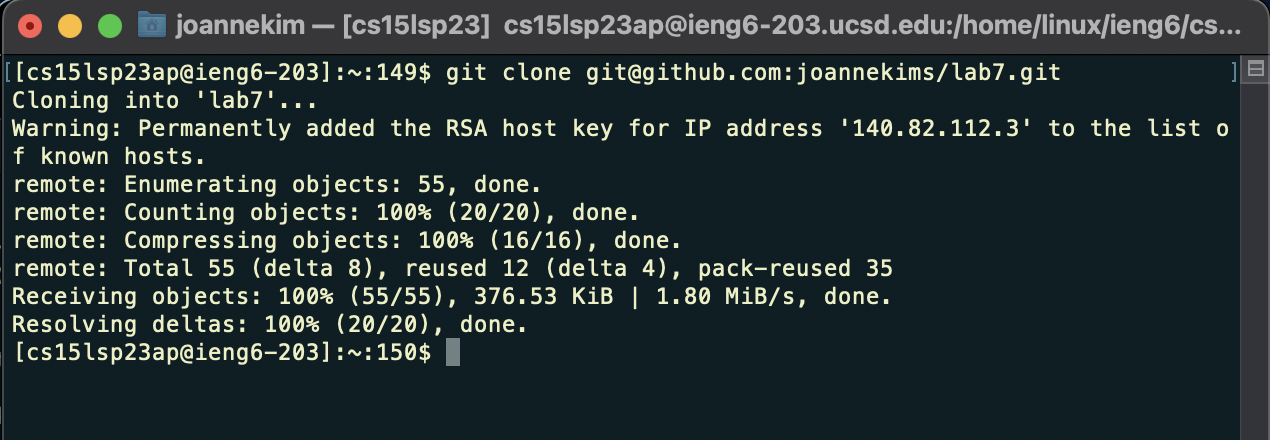 joannekim — [cs15lsp23] cs15lsp23ap@ieng6-203.ucsd.edu:/home/linux/ieng6/cs...
[[cs15lsp23ap@ieng6-203]:~:149$ git clone git@github.com:joannekims/lab7.git ]
Cloning into 'lab7'...
Warning: Permanently added the RSA host key for IP address '140.82.112.3' to the list o
f known hosts.
remote: Enumerating objects: 55, done.
remote: Counting objects: 100% (20/20), done.
remote: Compressing objects: 100% (16/16), done.
remote: Total 55 (delta 8), reused 12 (delta 4), pack-reused 35
Receiving objects: 100% (55/55), 376.53 KiB | 1.80 MiB/s, done.
Resolving deltas: 100% (20/20), done.
[cs15lsp23ap@ieng6-203]:~:150$